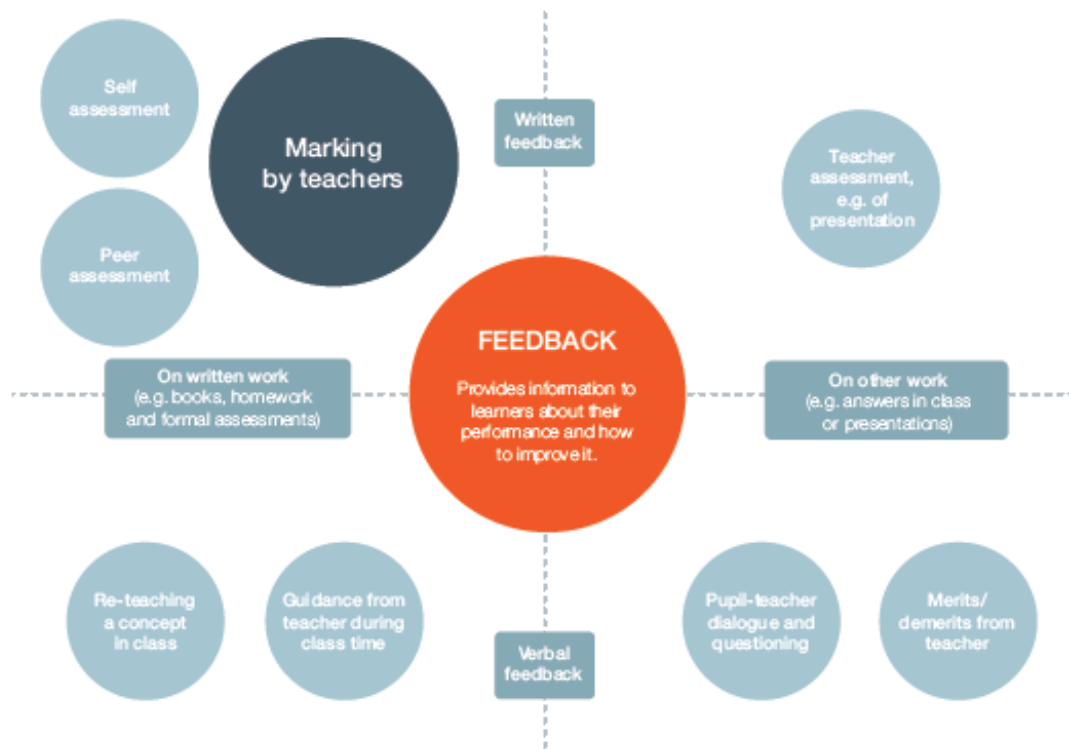 Self
assessment
Marking
by teachers
Written
feedback
Teacher
assessment,
e.g. of
presentation
Peer
assessment
FEEDBACK
Provides information to
learners about their
performance and how
to improve it.
On written work
(e.g. books, homework
and formal assessments)
On other work
(e.g. answers in class
or presentations)
Re-teaching
a concept
in class
Guidance from
teacher during
class time
Verbal
feedback
Pupil-teacher
dialogue and
questioning
Merits/
demerits from
teacher